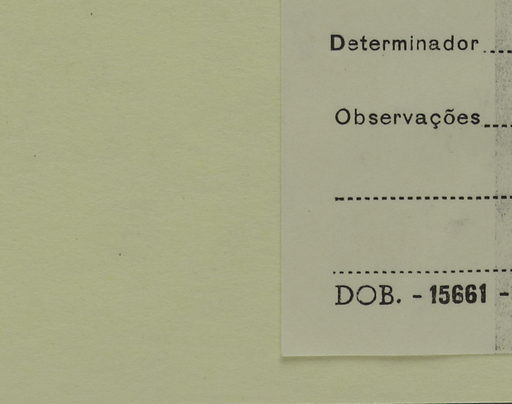 Determinador
Observações
DOB. - 15661 -